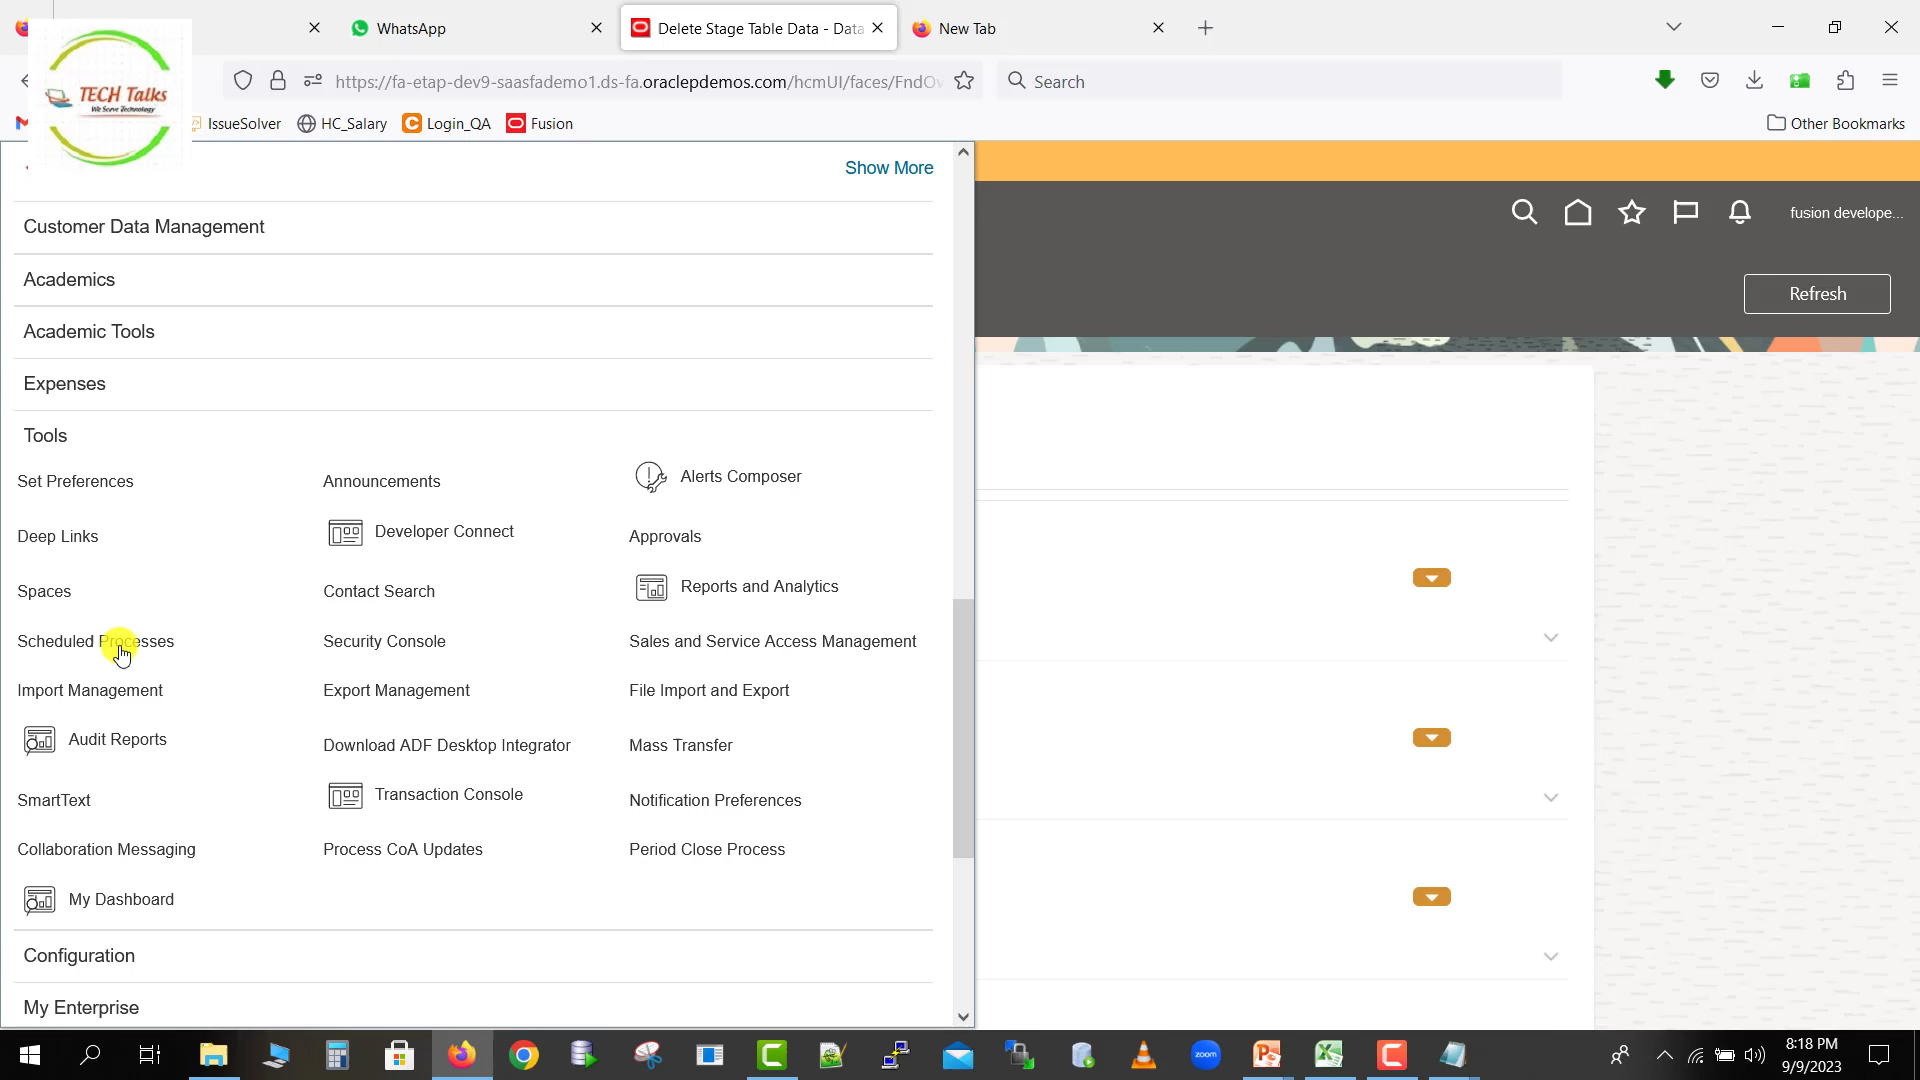 WhatsApp
Delete Stage Table Data - Data
New Tab
https://fa-etap-dev9-saasfademo1.ds-fa.oraclepdemos.com/hcmUI/faces/FndOv
Search
TECH Talks
We Serve Technology
IssueSolver
HC_Salary
Login_QA
Fusion
Other Bookmarks
Show More
fusion develope...
Refresh
Customer Data Management
Academics
Academic Tools
Expenses
Tools
Set Preferences
Announcements
Alerts Composer
Deep Links
Developer Connect
Approvals
Spaces
Contact Search
Reports and Analytics
Scheduled Processes
Security Console
Sales and Service Access Management
Import Management
Export Management
File Import and Export
Audit Reports
Download ADF Desktop Integrator
Mass Transfer
SmartText
Transaction Console
Notification Preferences
Collaboration Messaging
Process CoA Updates
Period Close Process
My Dashboard
Configuration
My Enterprise
zoom
8:18 PM
9/9/2023